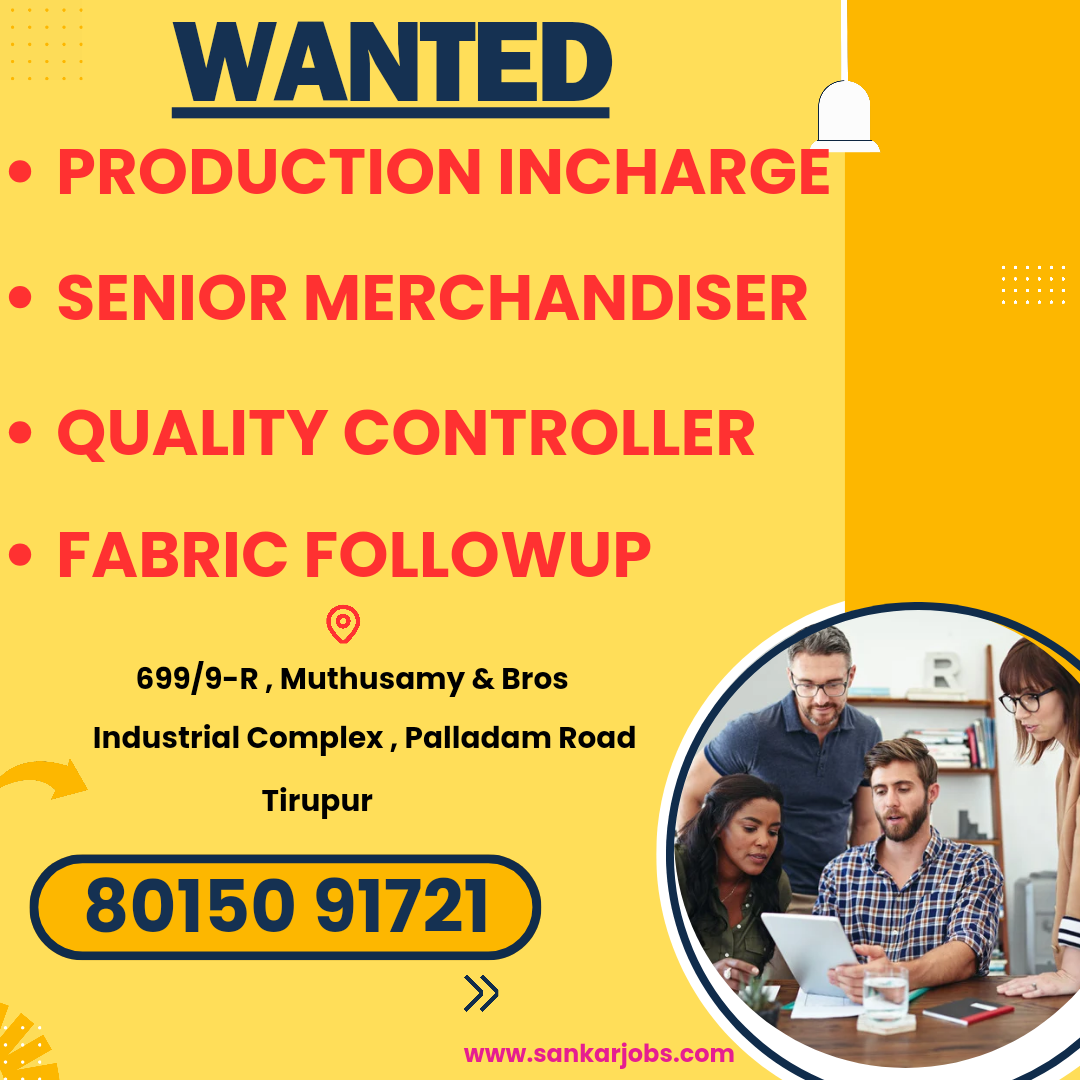 WANTED
• PRODUCTION INCHARGE
• SENIOR MERCHANDISER
• QUALITY CONTROLLER
• FABRIC FOLLOWUP
699/9-R , Muthusamy & Bros
Industrial Complex , Palladam Road
Tirupur
80150 91721
www.sankarjobs.com
R